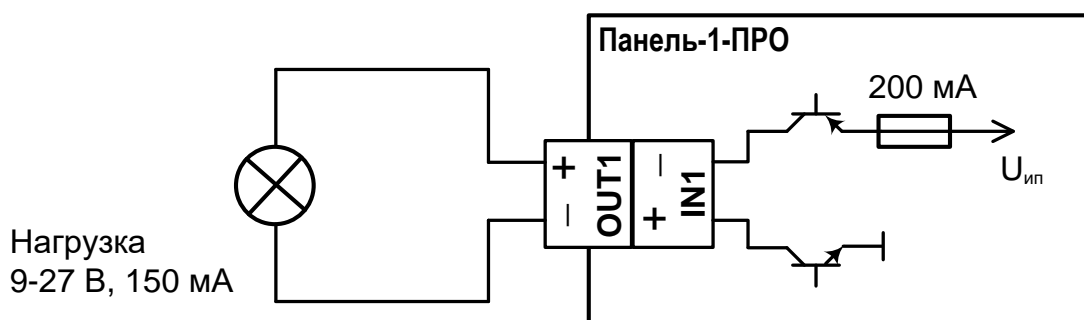 Панель-1-ПРО
200 мА
Uип
+ –
OUT1
– +
IN1
Нагрузка
9-27 В, 150 мА